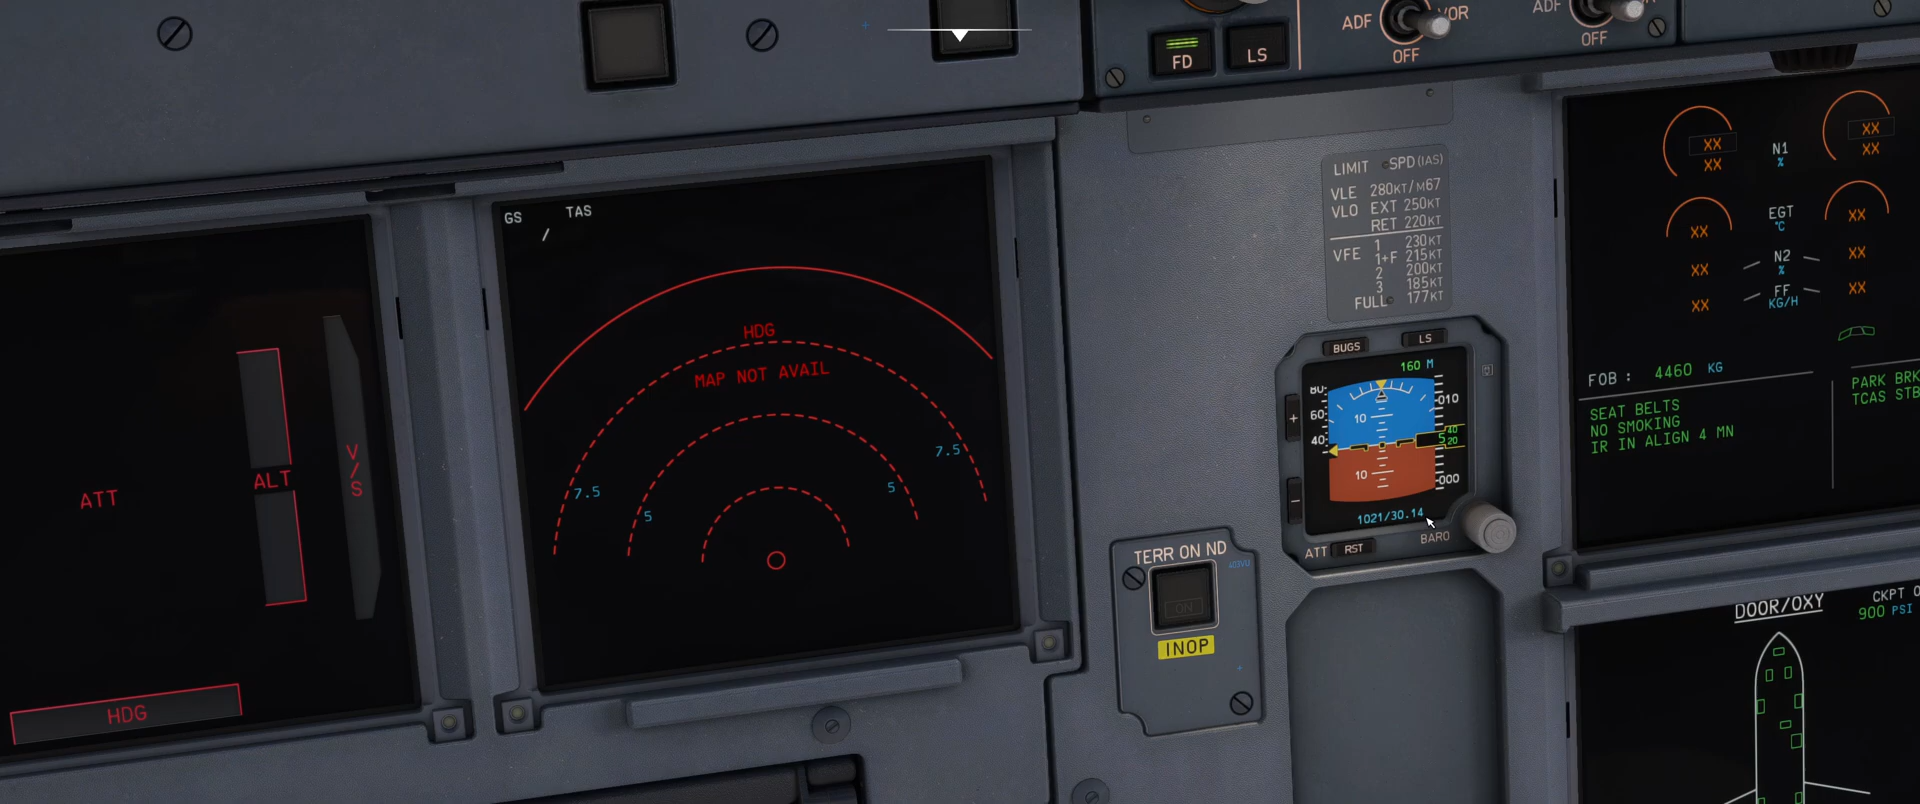 ADF
VOR
OFF
ADF
OFF
FD
LS
GS
TAS
/
HDG
MAP NOT AVAIL
7.5
7.5
5
5
ATT
ALT
V/S
HDG
LIMIT SPD (IAS)
VLE 280KT/M67
VLO EXT 250KT
RET 220KT
VFE 1 230KT
1+F 215KT
2 200KT
3 185KT
FULL 177KT
BUGS
LS
160 M
80
60
40
10
10
010
5
40
20
000
1021/30.14
+
-
ATT RST
BARO
TERR ON ND
403VU
ON
INOP
XX
XX
N1
%
XX
XX
XX
EGT
°C
XX
XX
N2
%
XX
XX
FF
KG/H
XX
FOB : 4460 KG
SEAT BELTS
NO SMOKING
IR IN ALIGN 4 MN
PARK BRK
TCAS STB
DOOR/OXY
CKPT O
900 PSI